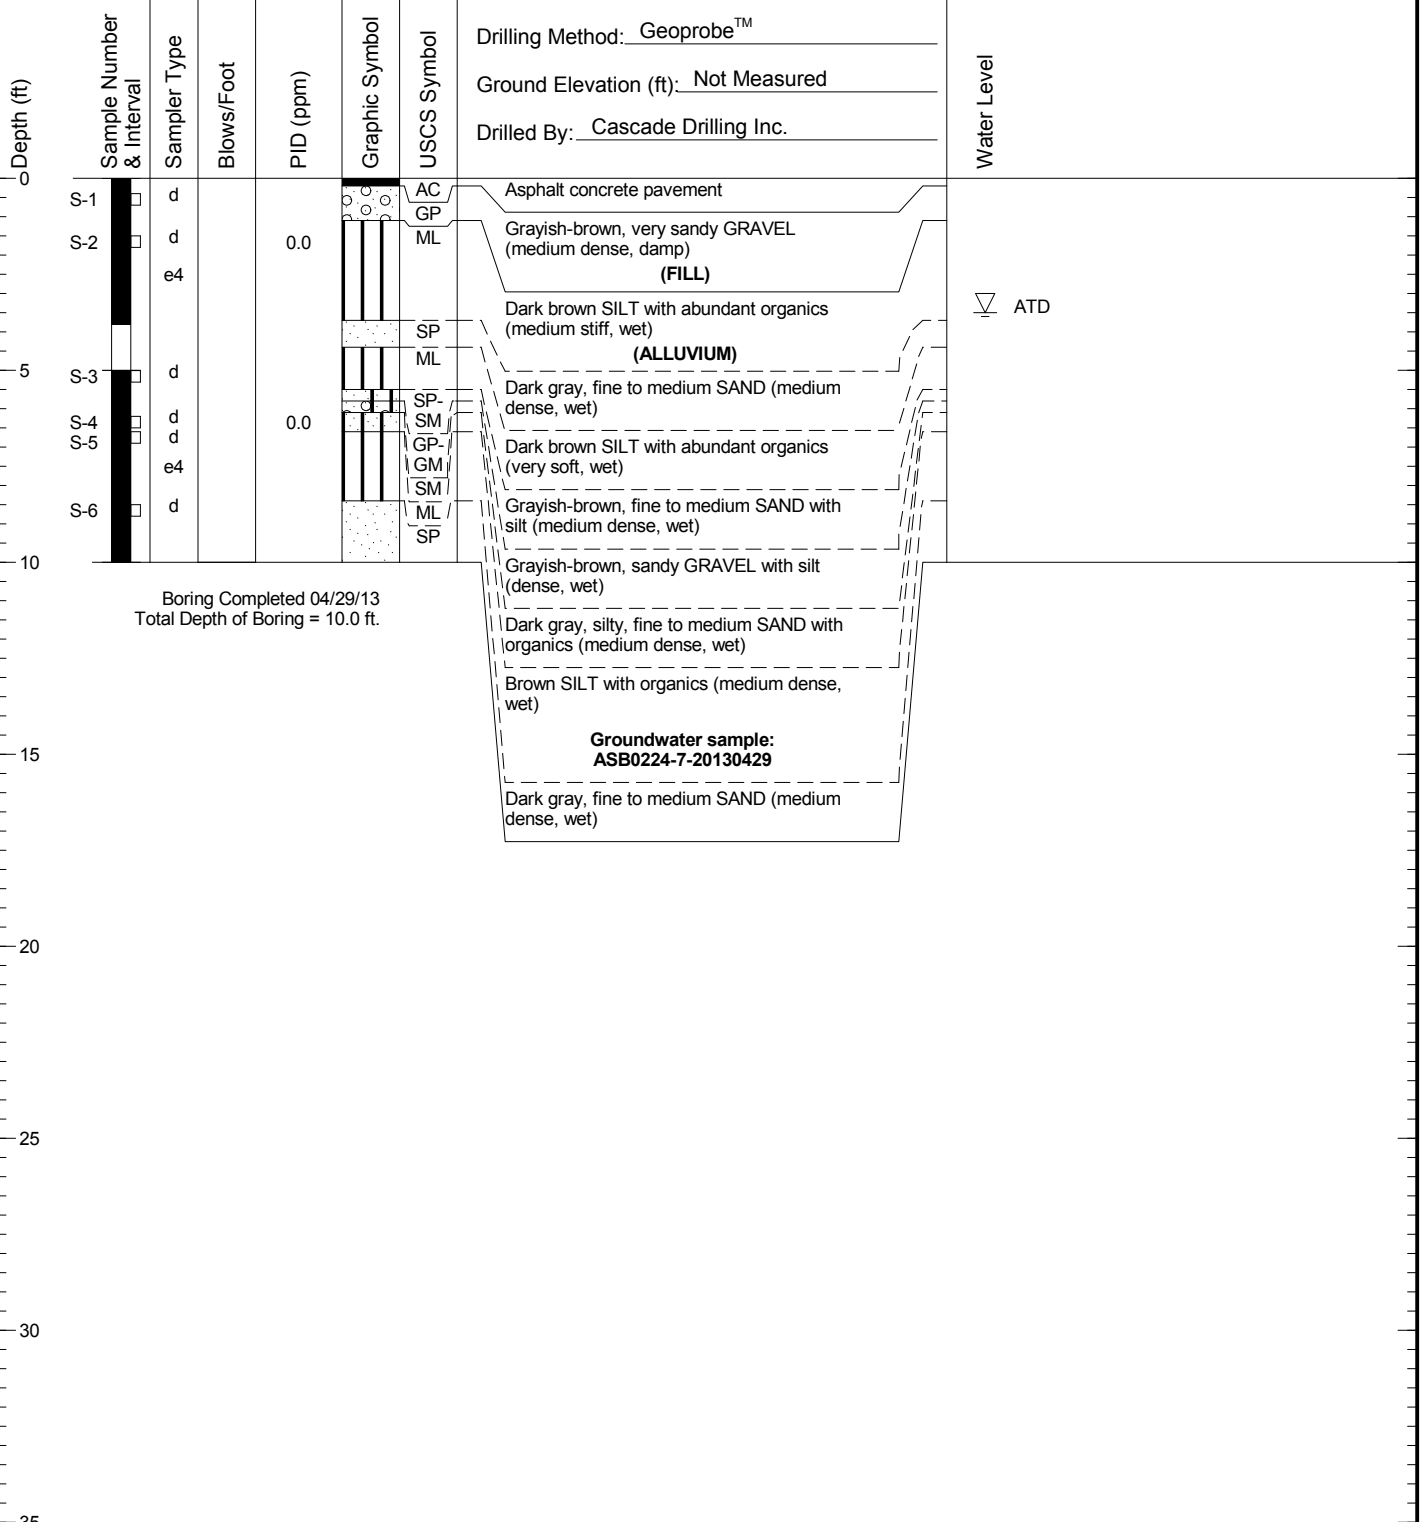 Depth (ft)
Sample Number
& Interval
Sampler Type
Blows/Foot
PID (ppm)
Graphic Symbol
USCS Symbol
Drilling Method: Geoprobe™
Ground Elevation (ft): Not Measured
Drilled By: Cascade Drilling Inc.
Water Level
0
S-1
d
AC
Asphalt concrete pavement
GP
S-2
d
0.0
ML
Grayish-brown, very sandy GRAVEL
(medium dense, damp)
(FILL)
e4
Dark brown SILT with abundant organics
(medium stiff, wet)
(ALLUVIUM)
ATD
SP
ML
5
S-3
d
Dark gray, fine to medium SAND (medium
dense, wet)
SP-
SM
S-4
d
0.0
S-5
d
GP-
GM
Dark brown SILT with abundant organics
(very soft, wet)
e4
SM
S-6
d
ML
Grayish-brown, fine to medium SAND with
silt (medium dense, wet)
SP
10
Grayish-brown, sandy GRAVEL with silt
(dense, wet)
Boring Completed 04/29/13
Total Depth of Boring = 10.0 ft.
Dark gray, silty, fine to medium SAND with
organics (medium dense, wet)
Brown SILT with organics (medium dense,
wet)
Groundwater sample:
ASB0224-7-20130429
15
Dark gray, fine to medium SAND (medium
dense, wet)
20
25
30
35